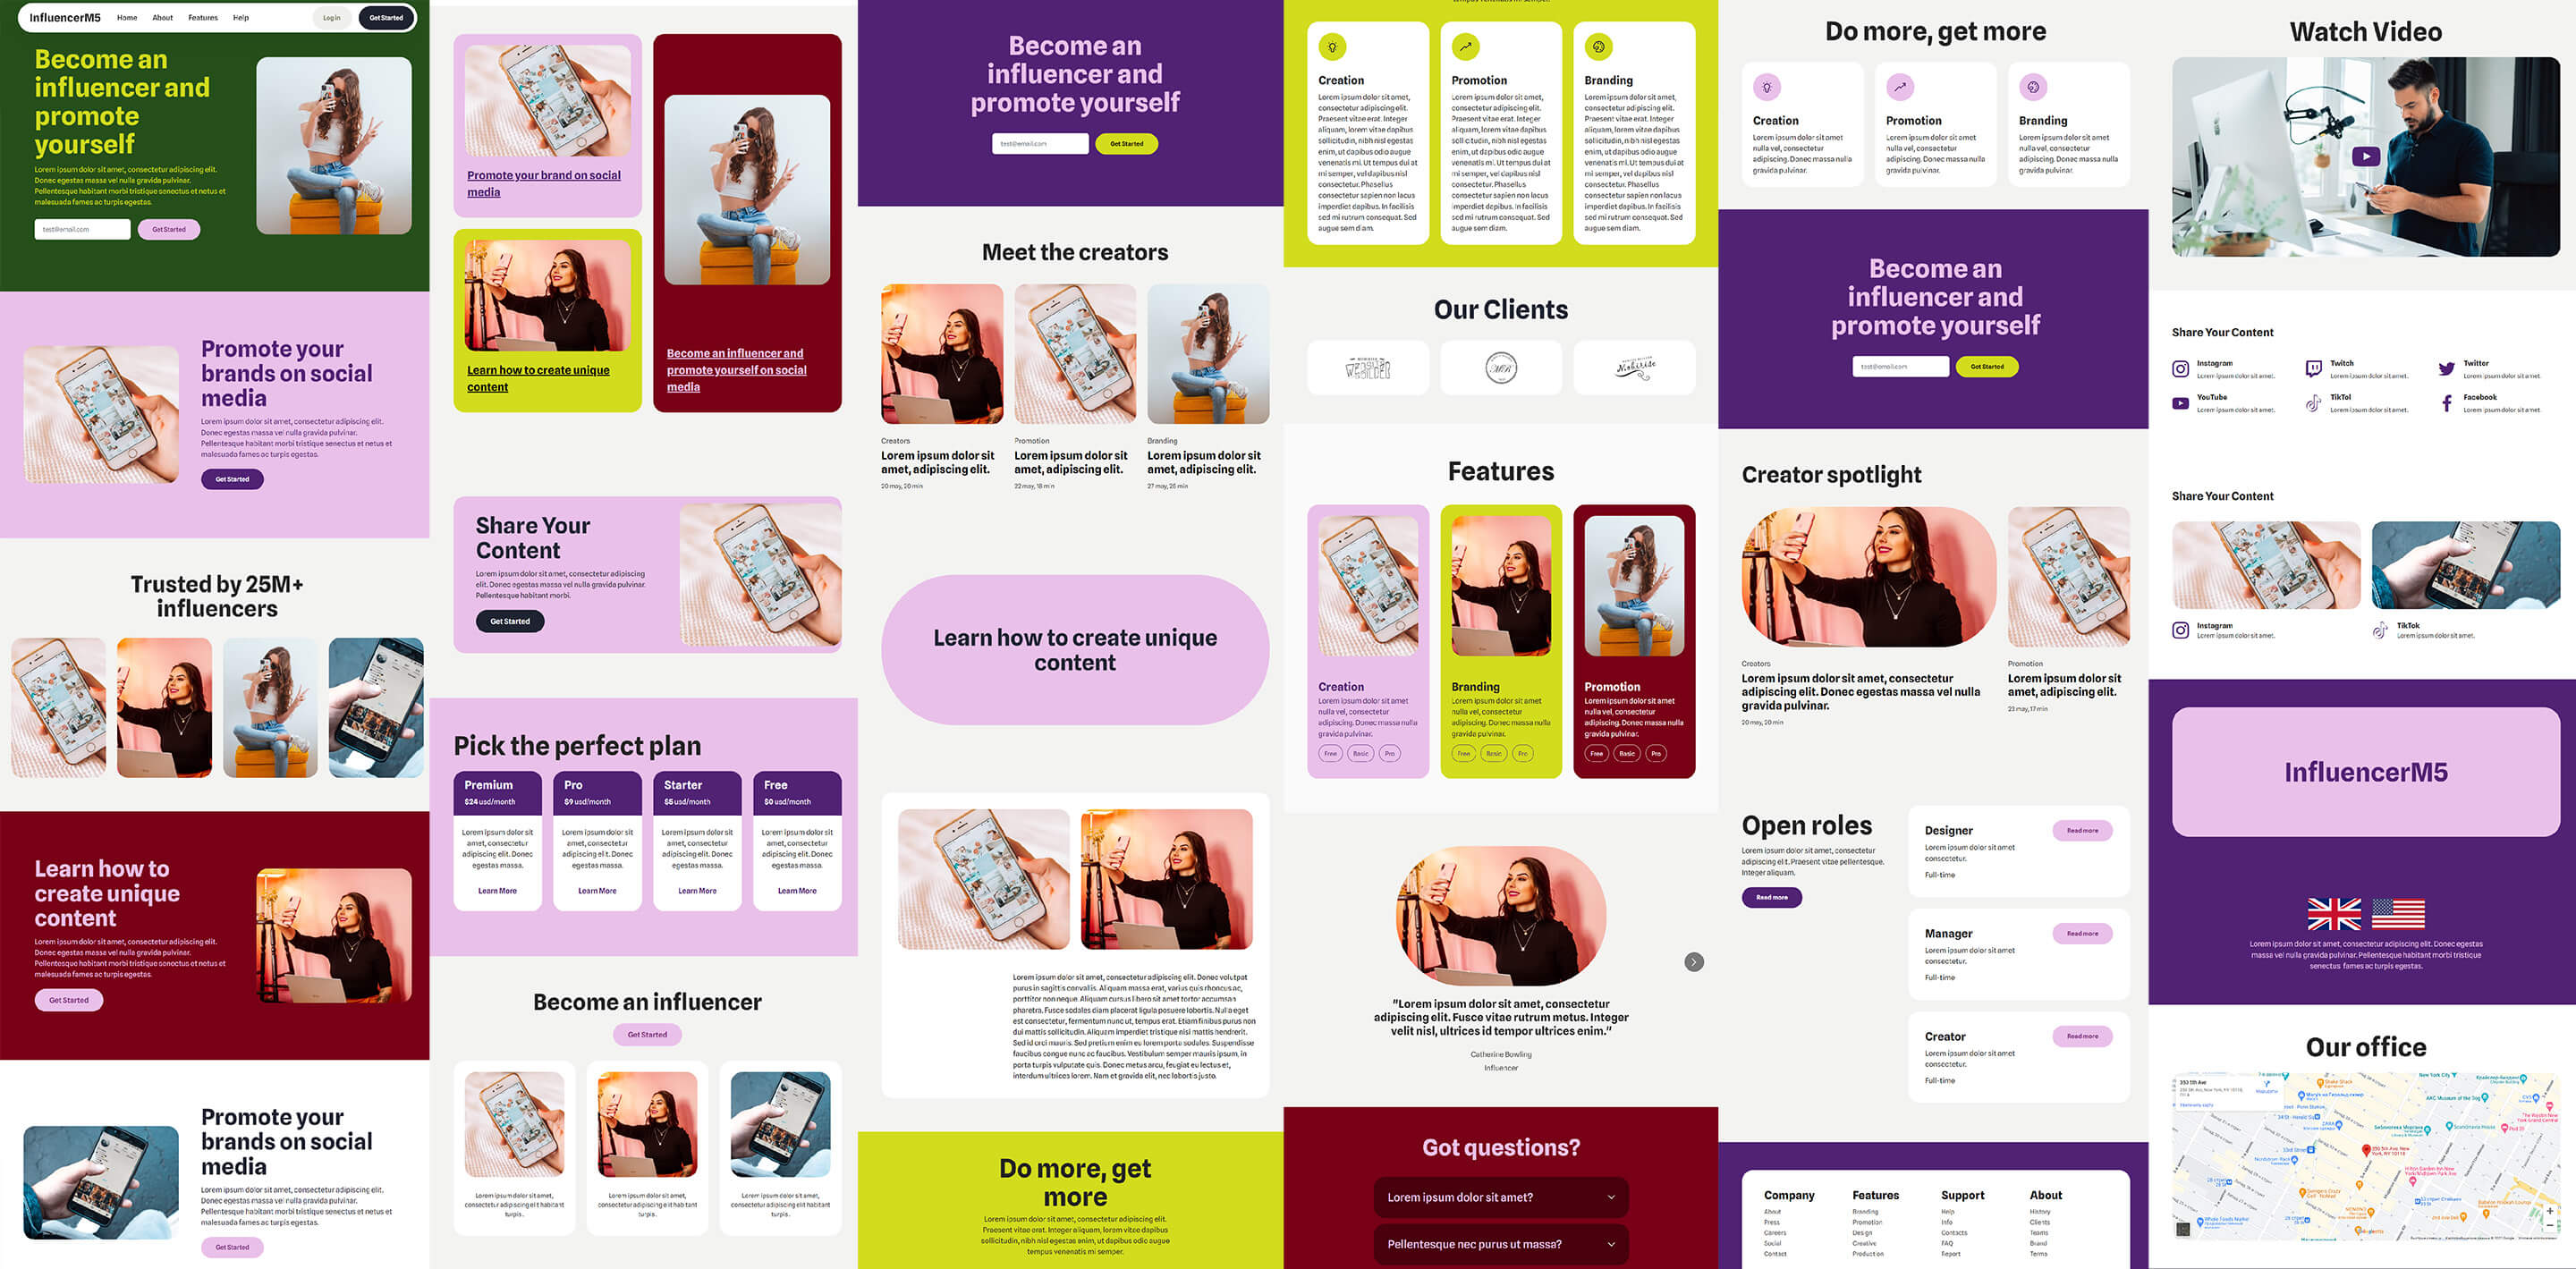 InfluencerM5
Home
About
Features
Help
Log in
Get Started
Become an
influencer and
promote
yourself
Lorem ipsum dolor sit amet, consectetur adipiscing elit.
Donec egestas massa vel nulla gravida pulvinar.
Pellentesque habitant morbi tristique senectus et netus et
malesuada fames ac turpis egestas.
test@email.com
Get Started
Promote your
brands on social
media
Lorem ipsum dolor sit amet, consectetur adipiscing elit.
Donec egestas massa vel nulla gravida pulvinar.
Pellentesque habitant morbi tristique senectus et netus et
malesuada fames ac turpis egestas.
Get Started
Trusted by 25M+
influencers
Learn how to
create unique
content
Lorem ipsum dolor sit amet, consectetur adipiscing elit.
Donec egestas massa vel nulla gravida pulvinar.
Pellentesque habitant morbi tristique senectus et netus et
malesuada fames ac turpis egestas.
Get Started
Promote your
brands on social
media
Lorem ipsum dolor sit amet, consectetur adipiscing elit.
Donec egestas massa vel nulla gravida pulvinar.
Pellentesque habitant morbi tristique senectus et netus et
malesuada fames ac turpis egestas.
Get Started
Promote your brand on social
media
Learn how to create unique
content
Become an influencer and
promote yourself on social
media
Share Your
Content
Lorem ipsum dolor sit amet, consectetur adipiscing
elit. Donec egestas massa vel nulla gravida pulvinar.
Pellentesque habitant morbi.
Get Started
Pick the perfect plan
Premium
$24 usd/month
Lorem ipsum dolor sit
amet, consectetur
adipiscing elit. Donec
egestas massa.
Learn More
Pro
$9 usd/month
Lorem ipsum dolor sit
amet, consectetur
adipiscing elit. Donec
egestas massa.
Learn More
Starter
$5 usd/month
Lorem ipsum dolor sit
amet, consectetur
adipiscing elit. Donec
egestas massa.
Learn More
Free
$0 usd/month
Lorem ipsum dolor sit
amet, consectetur
adipiscing elit. Donec
egestas massa.
Learn More
Become an influencer
Get Started
Lorem ipsum dolor sit amet,
consectetur adipiscing elit habitant
turpis.
Lorem ipsum dolor sit amet,
consectetur adipiscing elit habitant
turpis.
Lorem ipsum dolor sit amet,
consectetur adipiscing elit habitant
turpis.
Become an
influencer and
promote yourself
test@email.com
Get Started
Meet the creators
Creators
Lorem ipsum dolor sit
amet, adipiscing elit.
20 may, 20 min
Promotion
Lorem ipsum dolor sit
amet, adipiscing elit.
22 may, 18 min
Branding
Lorem ipsum dolor sit
amet, adipiscing elit.
27 may, 25 min
Learn how to create unique
content
Lorem ipsum dolor sit amet, consectetur adipiscing elit. Donec volutpat
purus in sagittis convallis. Aliquam massa erat, varius quis rhoncus ac,
porttitor non neque. Aliquam cursus libero sit amet tortor accumsan
pharetra. Fusce sodales diam placerat ligula posuere lobortis. Nulla eget
est consectetur, fermentum nunc ut, tempus erat. Etiam finibus purus non
dui mattis sollicitudin. Aliquam imperdiet tristique nisl mattis hendrerit.
Sed id orci mauris. Sed pretium enim eu lorem porta sodales. Suspendisse
faucibus congue nunc ac faucibus. Vestibulum semper mauris ipsum, in
porta turpis vulputate quis. Donec metus arcu, feugiat eu lectus et,
interdum ultrices lorem. Nam et gravida elit, nec lobortis justo.
Do more, get
more
Lorem ipsum dolor sit amet, consectetur adipiscing elit.
Praesent vitae erat. Integer aliquam, lorem vitae dapibus
sollicitudin, nibh nisl egestas enim, ut dapibus odio augue
tempus venenatis mi semper.
tempus venenatis mi semper.
Creation
Lorem ipsum dolor sit amet,
consectetur adipiscing elit.
Praesent vitae erat. Integer
aliquam, lorem vitae dapibus
sollicitudin, nibh nisl egestas
enim, ut dapibus odio augue
venenatis mi. Ut tempus dui at
mi semper, vel dapibus nisl
consectetur. Phasellus
consectetur sapien non lacus
imperdiet dapibus. In facilisis
sed mi rutrum consequat. Sed
augue sem diam.
Promotion
Lorem ipsum dolor sit amet,
consectetur adipiscing elit.
Praesent vitae erat. Integer
aliquam, lorem vitae dapibus
sollicitudin, nibh nisl egestas
enim, ut dapibus odio augue
venenatis mi. Ut tempus dui at
mi semper, vel dapibus nisl
consectetur. Phasellus
consectetur sapien non lacus
imperdiet dapibus. In facilisis
sed mi rutrum consequat. Sed
augue sem diam.
Branding
Lorem ipsum dolor sit amet,
consectetur adipiscing elit.
Praesent vitae erat. Integer
aliquam, lorem vitae dapibus
sollicitudin, nibh nisl egestas
enim, ut dapibus odio augue
venenatis mi. Ut tempus dui at
mi semper, vel dapibus nisl
consectetur. Phasellus
consectetur sapien non lacus
imperdiet dapibus. In facilisis
sed mi rutrum consequat. Sed
augue sem diam.
Our Clients
MR
Features
Creation
Lorem ipsum dolor sit amet
nulla vel, consectetur
adipiscing. Donec massa nulla
gravida pulvinar.
Free
Basic
Pro
Branding
Lorem ipsum dolor sit amet
nulla vel, consectetur
adipiscing. Donec massa nulla
gravida pulvinar.
Free
Basic
Pro
Promotion
Lorem ipsum dolor sit amet
nulla vel, consectetur
adipiscing. Donec massa nulla
gravida pulvinar.
Free
Basic
Pro
"Lorem ipsum dolor sit amet, consectetur
adipiscing elit. Fusce vitae rutrum metus. Integer
velit nisl, ultrices id tempor ultrices enim."
Catherine Bowling
Influencer
Got questions?
Lorem ipsum dolor sit amet?
Pellentesque nec purus ut massa?
Do more, get more
Creation
Lorem ipsum dolor sit amet
nulla vel, consectetur
adipiscing. Donec massa nulla
gravida pulvinar.
Promotion
Lorem ipsum dolor sit amet
nulla vel, consectetur
adipiscing. Donec massa nulla
gravida pulvinar.
Branding
Lorem ipsum dolor sit amet
nulla vel, consectetur
adipiscing. Donec massa nulla
gravida pulvinar.
Become an
influencer and
promote yourself
test@email.com
Get Started
Creator spotlight
Creators
Lorem ipsum dolor sit amet, consectetur
adipiscing elit. Donec egestas massa vel nulla
gravida pulvinar.
20 may, 20 min
Promotion
Lorem ipsum dolor sit
amet, adipiscing elit.
23 may, 17 min
Open roles
Lorem ipsum dolor sit amet, consectetur
adipiscing elit. Praesent vitae pellentesque.
Integer aliquam.
Read more
Designer
Lorem ipsum dolor sit amet
consectetur.
Full-time
Read more
Manager
Lorem ipsum dolor sit amet
consectetur.
Full-time
Read more
Creator
Lorem ipsum dolor sit amet
consectetur.
Full-time
Read more
Company
About
Press
Careers
Social
Contact
Features
Branding
Promotion
Design
Creative
Production
Support
Help
Info
Contacts
FAQ
Report
About
History
Clients
Teams
Brand
Terms
Watch Video
Share Your Content
Instagram
Lorem ipsum dolor sit amet.
Twitch
Lorem ipsum dolor sit amet.
Twitter
Lorem ipsum dolor sit amet.
YouTube
Lorem ipsum dolor sit amet.
TikTol
Lorem ipsum dolor sit amet.
Facebook
Lorem ipsum dolor sit amet.
Share Your Content
Instagram
Lorem ipsum dolor sit amet.
TikTok
Lorem ipsum dolor sit amet.
InfluencerM5
Lorem ipsum dolor sit amet, consectetur adipiscing elit. Donec egestas
massa vel nulla gravida pulvinar. Pellentesque habitant morbi tristique
senectus fames ac turpis egestas.
Our office
350 5th Ave
Shake Shack
ZARA